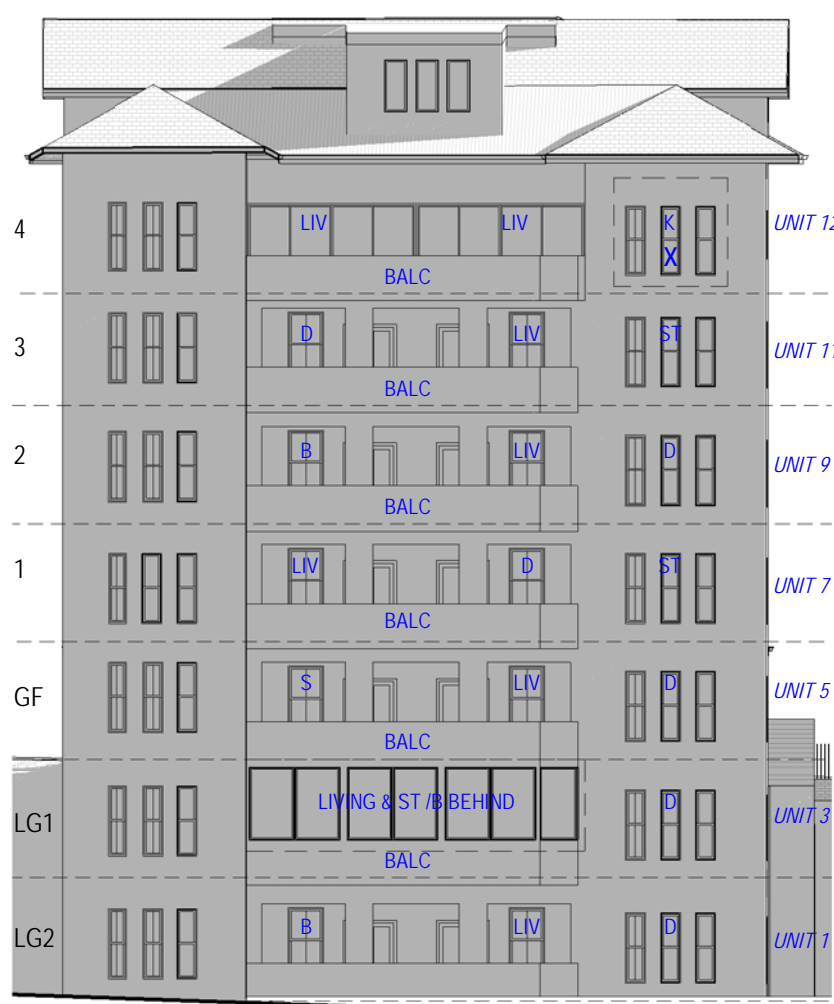 4 LIV LIV K UNIT 12
X
BALC
3 D LIV ST UNIT 11
BALC
2 B LIV D UNIT 9
BALC
1 LIV D ST UNIT 7
BALC
GF S LIV D UNIT 5
BALC
LG1 LIVING & ST /B BEHIND D UNIT 3
BALC
LG2 B LIV D UNIT 1